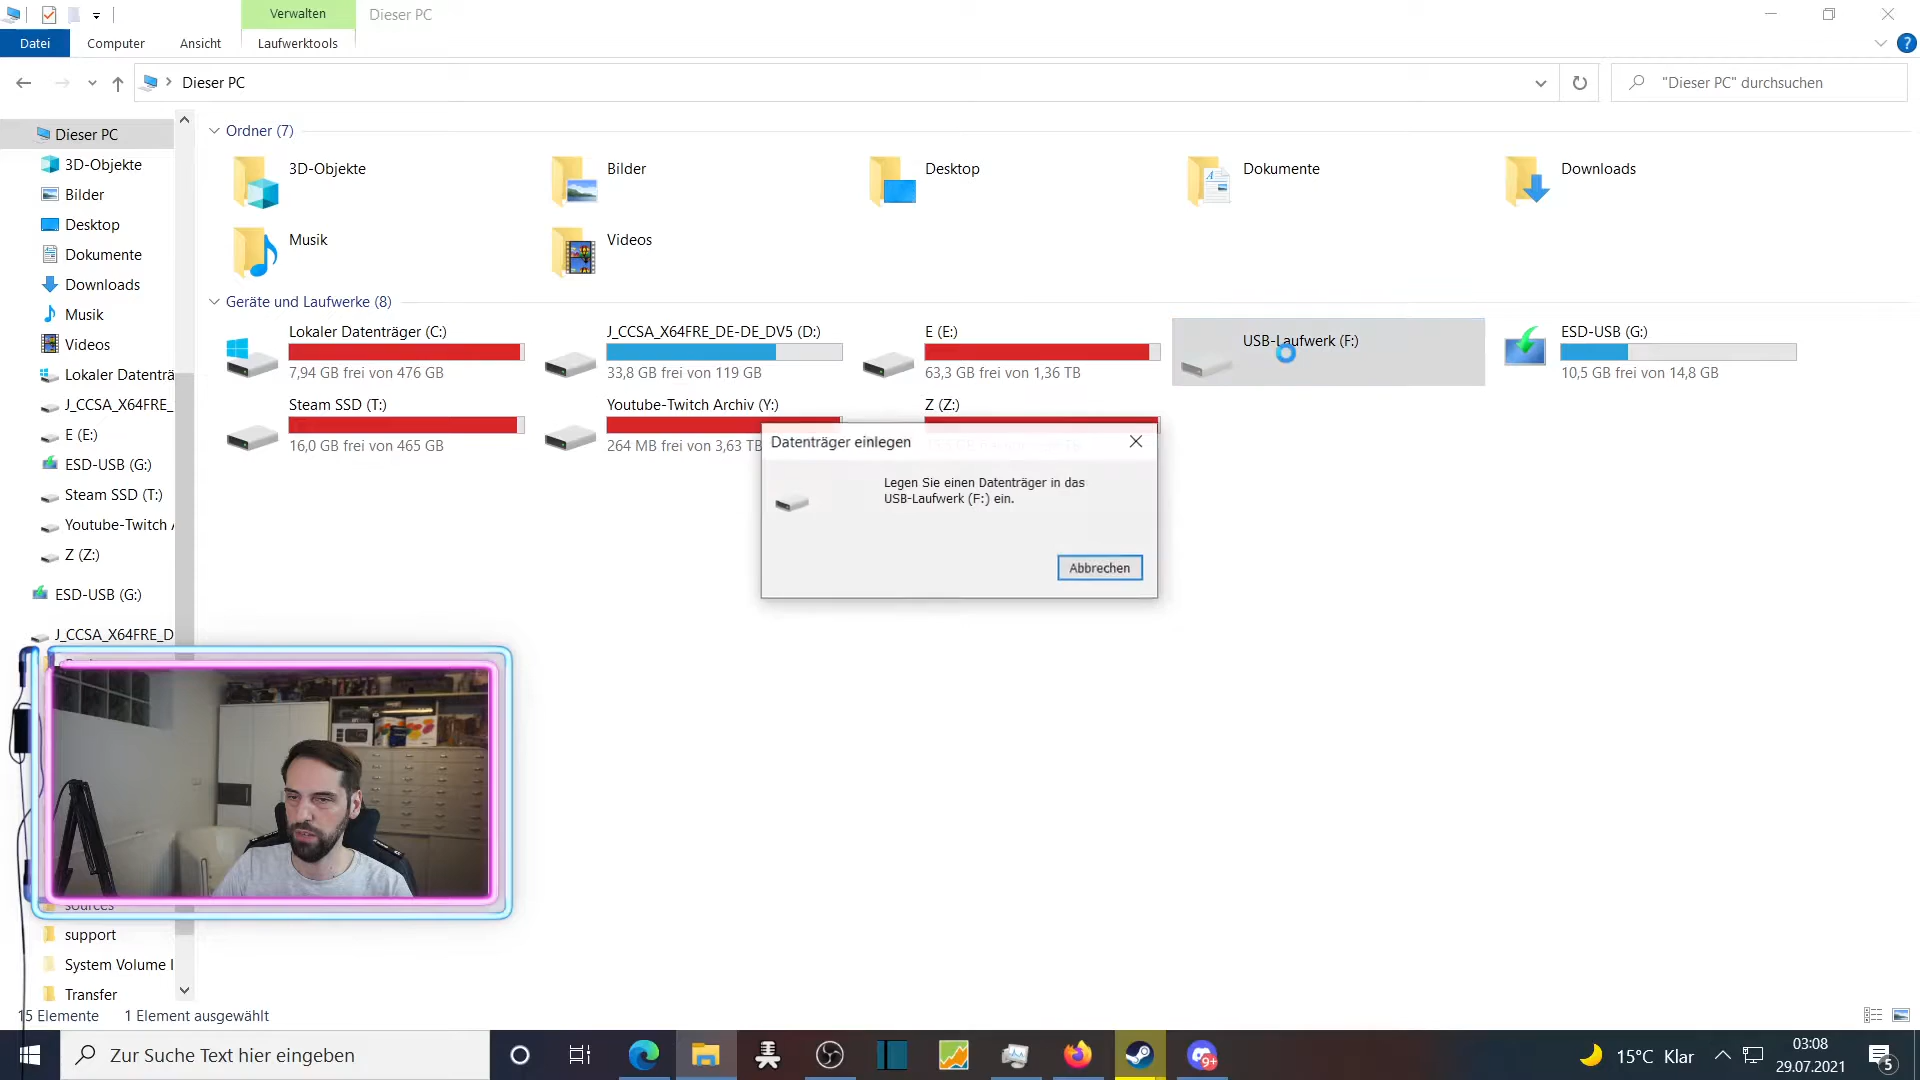 Verwalten
Dieser PC
Datei
Computer
Ansicht
Laufwerktools
Dieser PC
"Dieser PC" durchsuchen
Dieser PC
3D-Objekte
Bilder
Desktop
Dokumente
Downloads
Musik
Videos
Lokaler Datenträ
J_CCSA_X64FRE_
E (E:)
ESD-USB (G:)
Steam SSD (T:)
Youtube-Twitch A
Z (Z:)
ESD-USB (G:)
J_CCSA_X64FRE_D
sources
support
System Volume I
Transfer
Ordner (7)
3D-Objekte
Bilder
Desktop
Dokumente
Downloads
Musik
Videos
Geräte und Laufwerke (8)
Lokaler Datenträger (C:)
7,94 GB frei von 476 GB
J_CCSA_X64FRE_DE-DE_DV5 (D:)
33,8 GB frei von 119 GB
E (E:)
63,3 GB frei von 1,36 TB
USB-Laufwerk (F:)
ESD-USB (G:)
10,5 GB frei von 14,8 GB
Steam SSD (T:)
16,0 GB frei von 465 GB
Youtube-Twitch Archiv (Y:)
264 MB frei von 3,63 TB
Z (Z:)
Datenträger einlegen
Legen Sie einen Datenträger in das
USB-Laufwerk (F:) ein.
Abbrechen
15 Elemente
1 Element ausgewählt
Zur Suche Text hier eingeben
9+
15°C Klar
03:08
29.07.2021
5